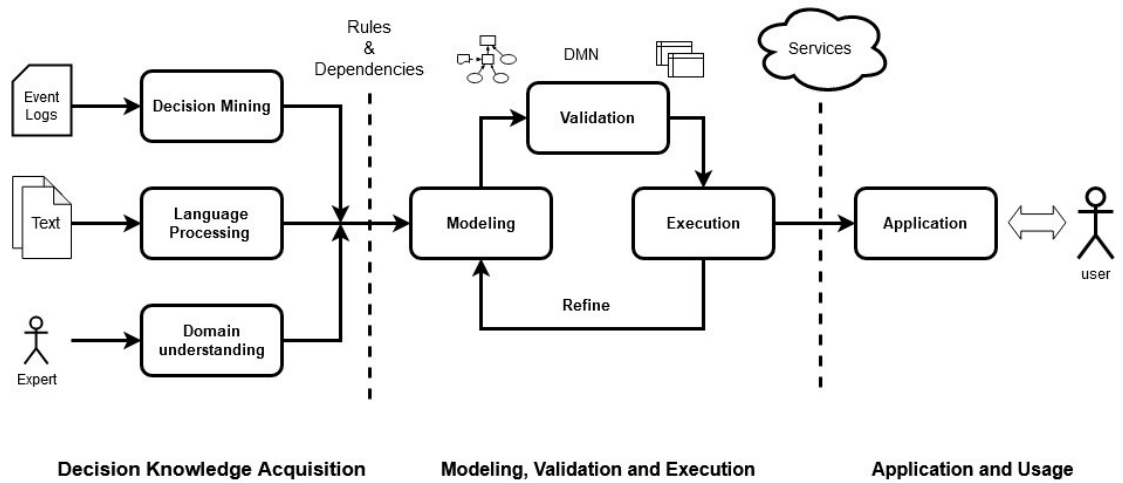 Rules
&
Dependencies
DMN
Services
Event
Logs
Decision Mining
Validation
Text
Language
Processing
Modeling
Execution
Application
user
Refine
Expert
Domain
understanding
Decision Knowledge Acquisition
Modeling, Validation and Execution
Application and Usage